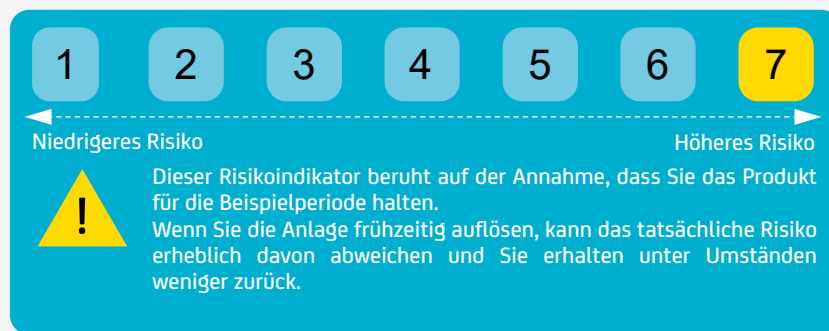 1 2 3 4 5 6 7
Niedrigeres Risiko Höheres Risiko
!
Dieser Risikoindikator beruht auf der Annahme, dass Sie das Produkt
für die Beispielperiode halten.
Wenn Sie die Anlage frühzeitig auflösen, kann das tatsächliche Risiko
erheblich davon abweichen und Sie erhalten unter Umständen
weniger zurück.